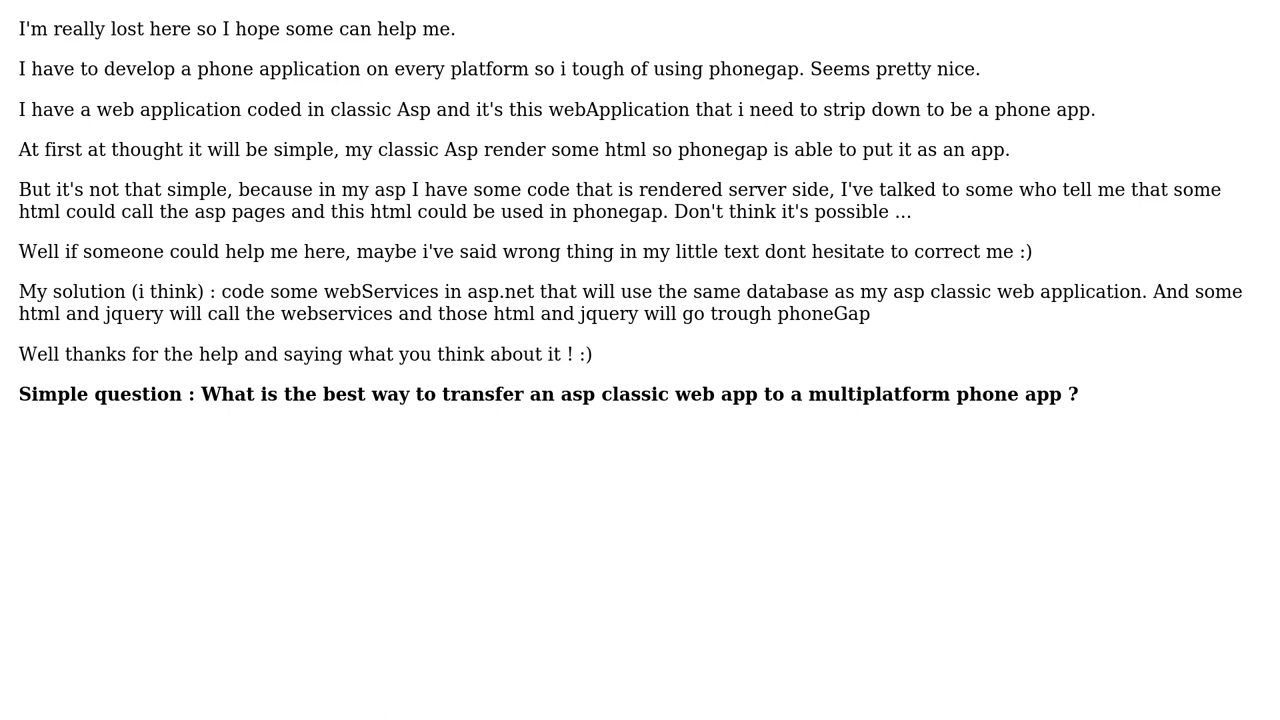 I'm really lost here so I hope some can help me.
I have to develop a phone application on every platform so i tough of using phonegap. Seems pretty nice.
I have a web application coded in classic Asp and it's this webApplication that i need to strip down to be a phone app.
At first at thought it will be simple, my classic Asp render some html so phonegap is able to put it as an app.
But it's not that simple, because in my asp I have some code that is rendered server side, I've talked to some who tell me that some
html could call the asp pages and this html could be used in phonegap. Don't think it's possible ...
Well if someone could help me here, maybe i've said wrong thing in my little text dont hesitate to correct me :)
My solution (i think) : code some webServices in asp.net that will use the same database as my asp classic web application. And some
html and jquery will call the webservices and those html and jquery will go trough phoneGap
Well thanks for the help and saying what you think about it ! :)
Simple question : What is the best way to transfer an asp classic web app to a multiplatform phone app ?